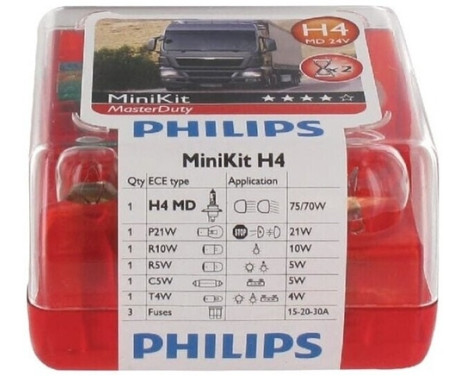 H4
MD 24V
x 2
MiniKit
MasterDuty
PHILIPS
MiniKit H4
Qty ECE type Application
1 H4 MD 75/70W
1 P21W STOP 21W
1 R10W 10W
1 R5W 5W
1 C5W 5W
1 T4W 4W
3 Fuses 15-20-30A
PHILIPS